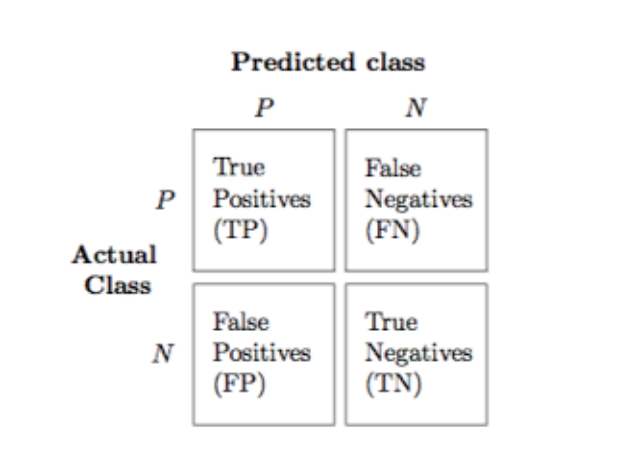 Predicted class
P N
True
Positives
(TP)
False
Negatives
(FN)
P
Actual
Class
False
Positives
(FP)
True
Negatives
(TN)
N